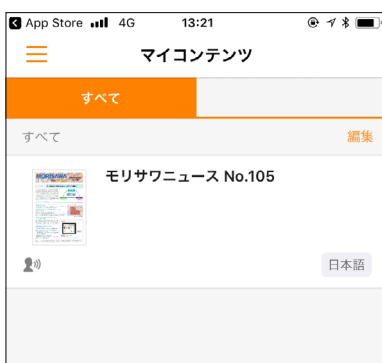 App Store 4G 13:21
マイコンテンツ
すべて
すべて 編集
MORISAWA
モリサワニュース No.105
日本語